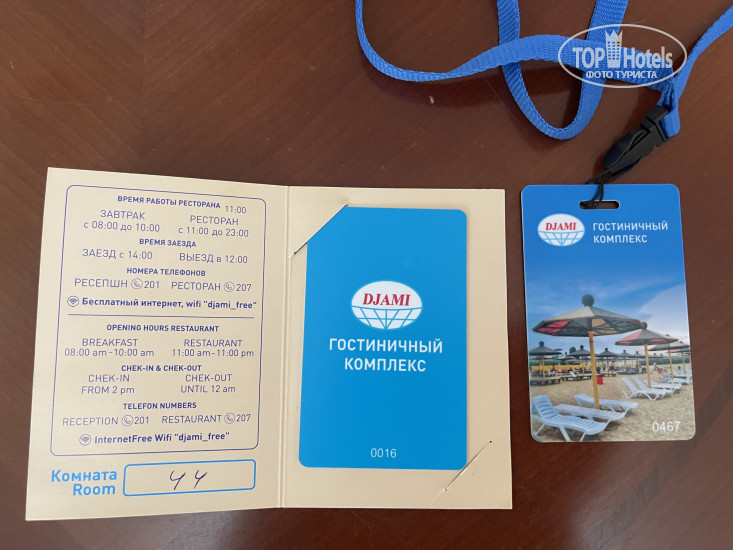 TOP Hotels
ФОТО ТУРИСТА
ВРЕМЯ РАБОТЫ РЕСТОРАНА 11:00
ЗАВТРАК РЕСТОРАН
с 08:00 до 10:00 с 11:00 до 23:00
ВРЕМЯ ЗАЕЗДА
ЗАЕЗД с 14:00 ВЫЕЗД в 12:00
НОМЕРА ТЕЛЕФОНОВ
РЕСЕПШН 201 РЕСТОРАН 207
Бесплатный интернет, wifi "djami_free"
OPENING HOURS RESTAURANT
BREAKFAST RESTAURANT
08:00 am - 10:00 am 11:00 am - 11:00 pm
CHEK-IN & CHEK-OUT
CHEK-IN CHEK-OUT
FROM 2 pm UNTIL 12 am
TELEFON NUMBERS
RECEPTION 201 RESTAURANT 207
InternetFree Wifi "djami_free"
Комната
Room 44
DJAMI
ГОСТИНИЧНЫЙ
КОМПЛЕКС
0016
DJAMI
ГОСТИНИЧНЫЙ
КОМПЛЕКС
0467